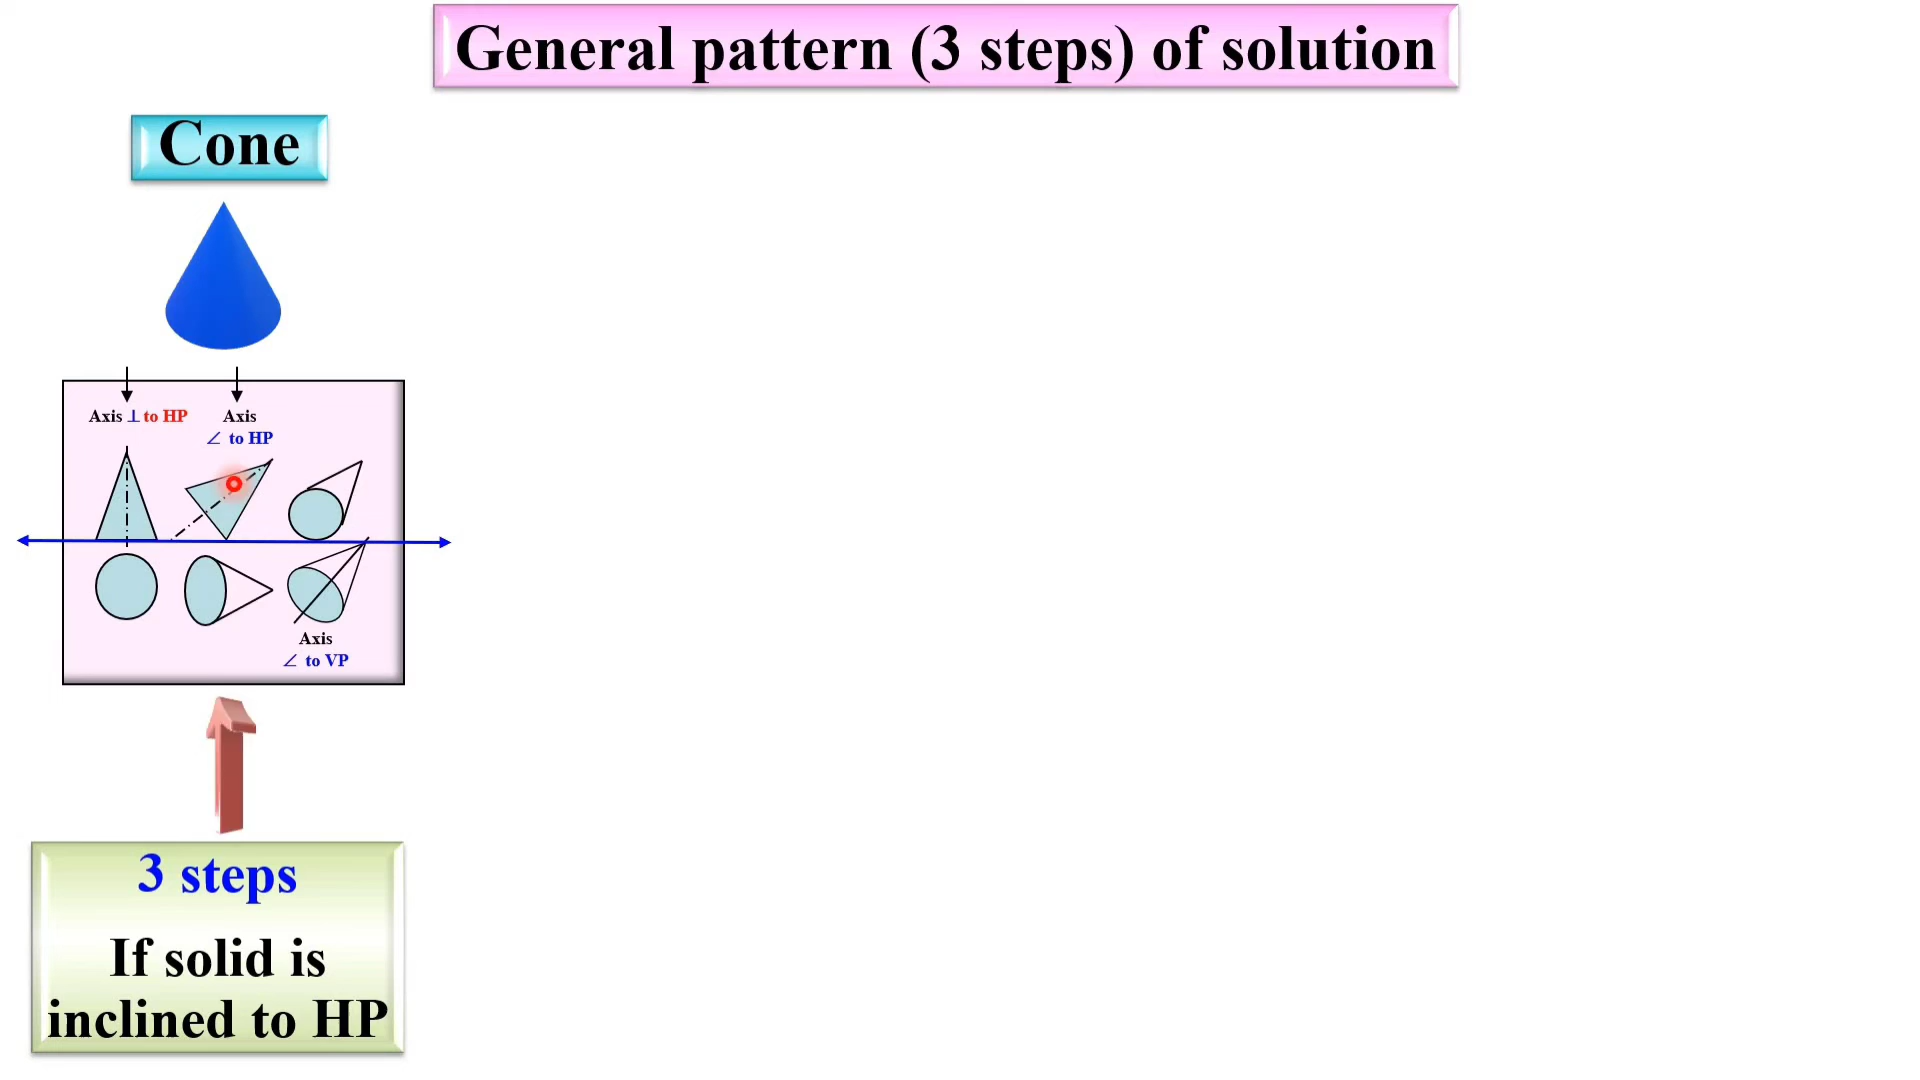 General pattern (3 steps) of solution
Cone
Axis ⊥ to HP
Axis
∠ to HP
Axis
∠ to VP
3 steps
If solid is
inclined to HP